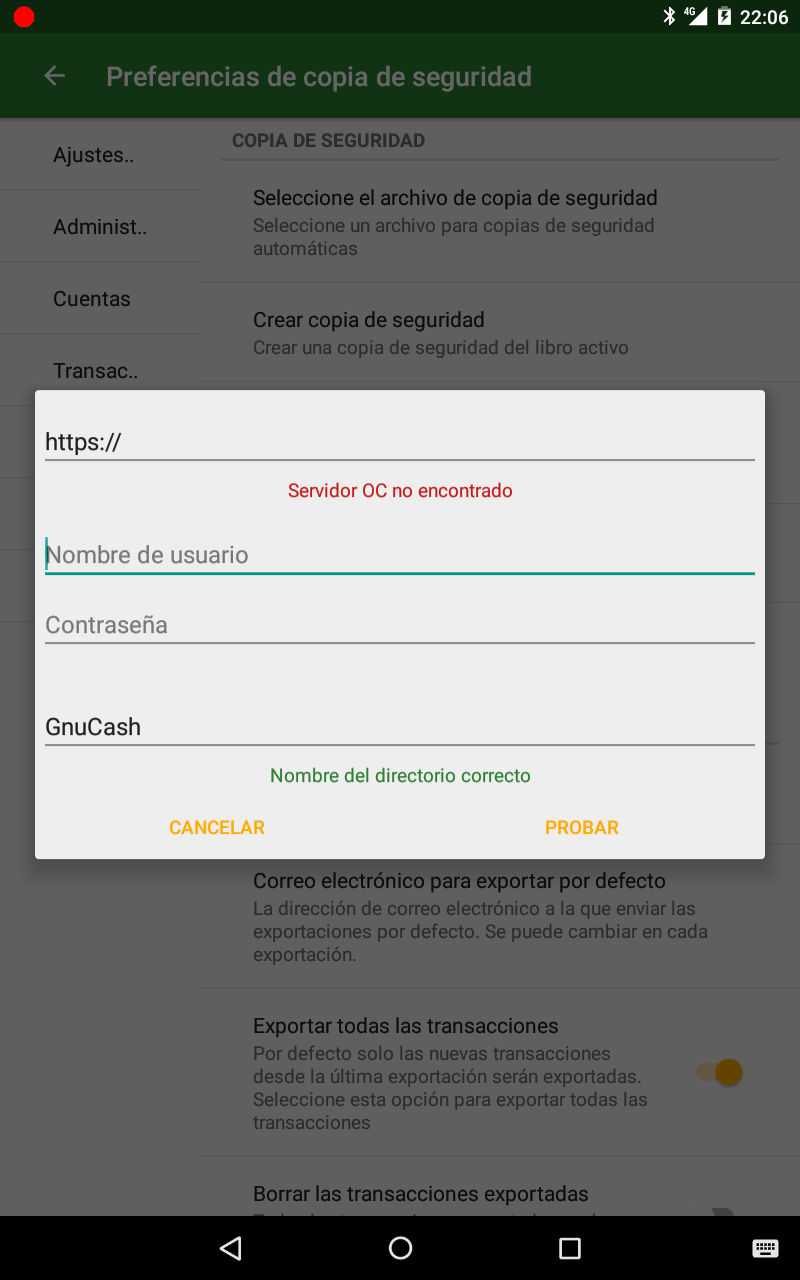 4G 22:06
Preferencias de copia de seguridad
Ajustes..
Administ..
Cuentas
Transac..
COPIA DE SEGURIDAD
Seleccione el archivo de copia de seguridad
Seleccione un archivo para copias de seguridad
automáticas
Crear copia de seguridad
Crear una copia de seguridad del libro activo
https://
Servidor OC no encontrado
Nombre de usuario
Contraseña
GnuCash
Nombre del directorio correcto
CANCELAR PROBAR
Correo electrónico para exportar por defecto
La dirección de correo electrónico a la que enviar las
exportaciones por defecto. Se puede cambiar en cada
exportación.
Exportar todas las transacciones
Por defecto solo las nuevas transacciones
desde la última exportación serán exportadas.
Seleccione esta opción para exportar todas las
transacciones
Borrar las transacciones exportadas